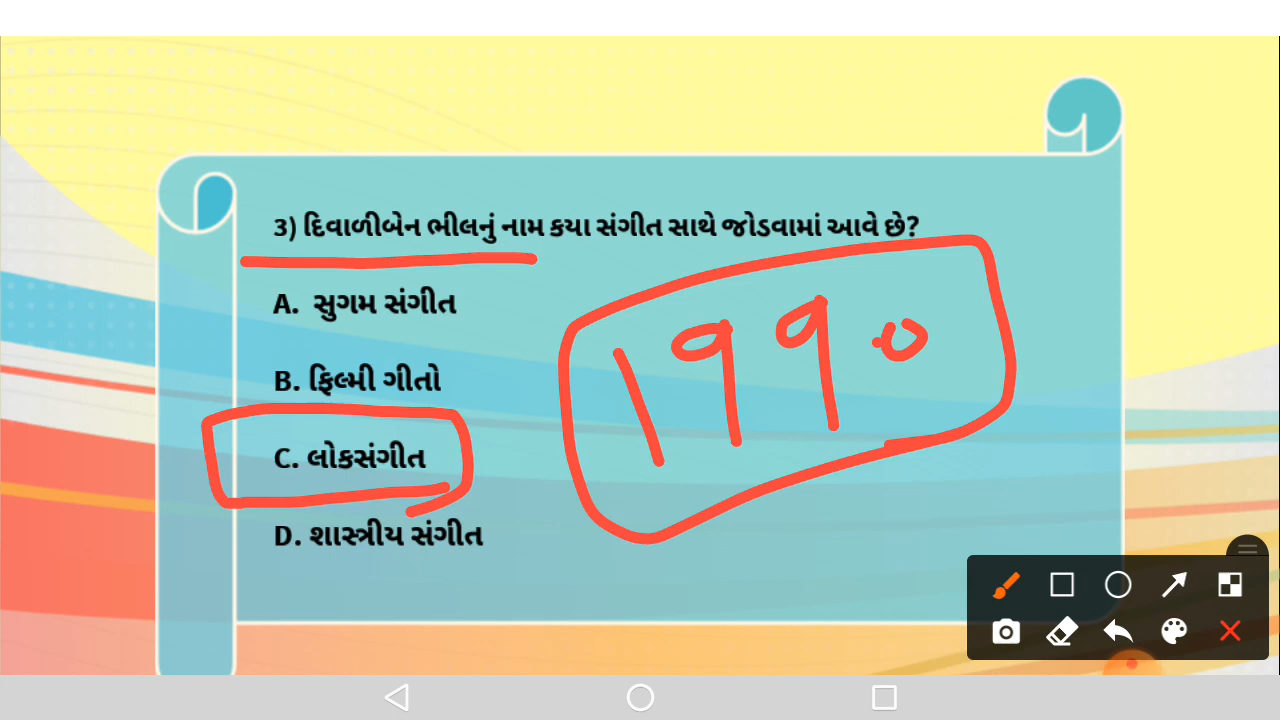 3) દિવાળીબેન ભીલનું નામ કયા સંગીત સાથે જોડવામાં આવે છે?
A. સુગમ સંગીત
B. ફિલ્મી ગીતો
C. લોકસંગીત
D. શાસ્ત્રીય સંગીત
1990